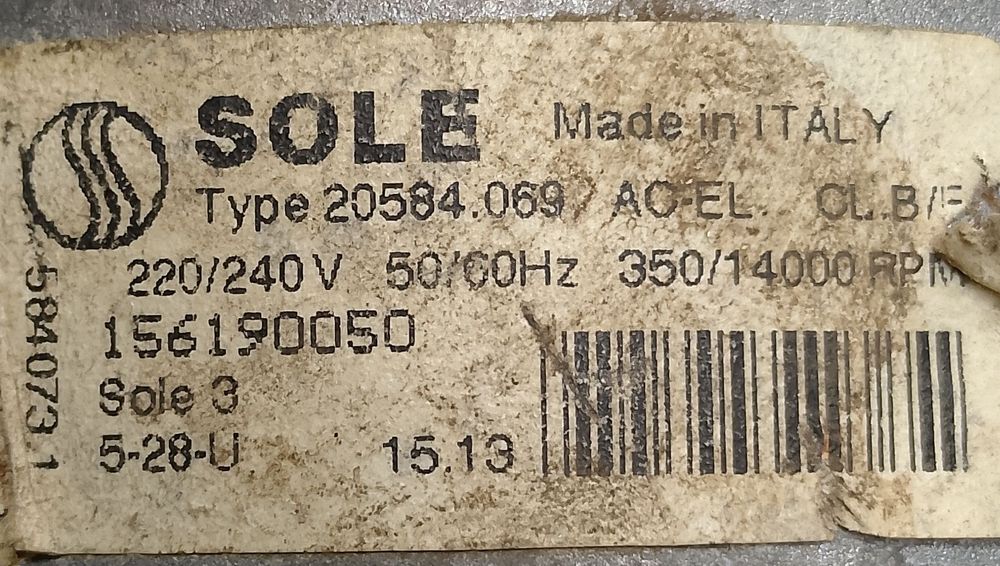 SOLE Made in ITALY
Type 20584.069 AC-EL. CL.B/F
220/240V 50/60Hz 350/14000 RPM
156190050
Sole 3
5-28-U 15.13
584073.1